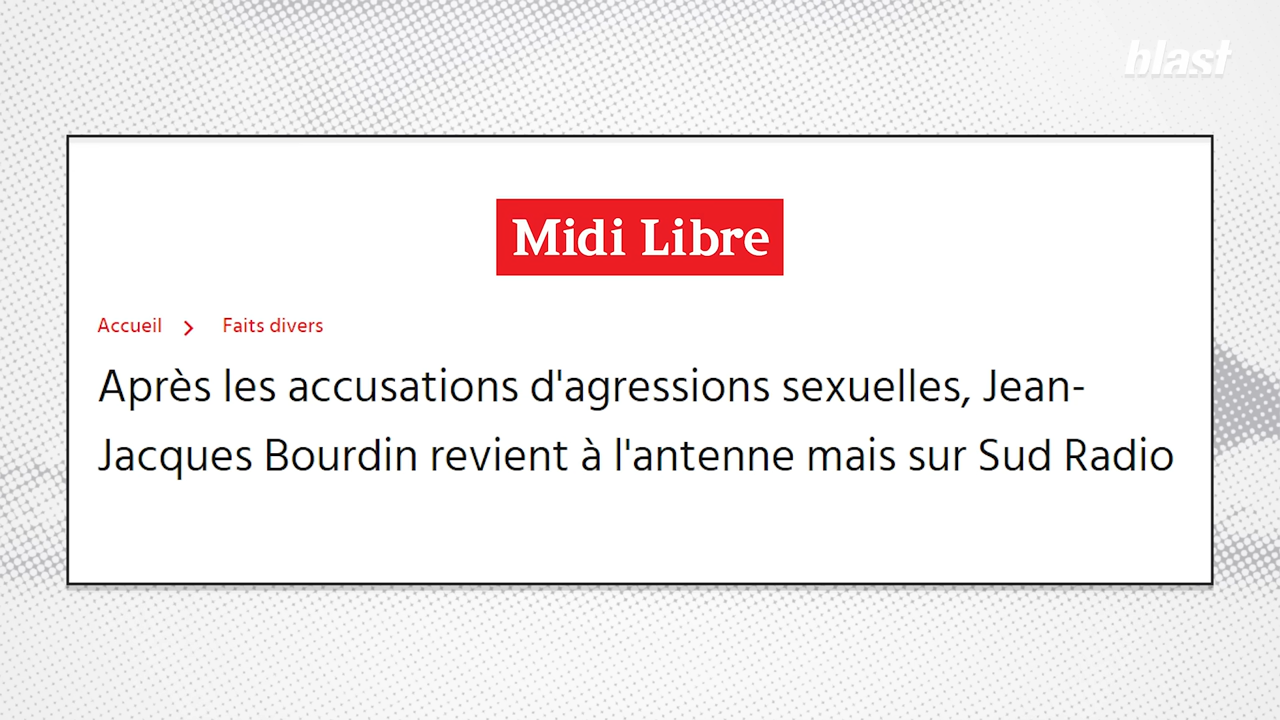 blast
Midi Libre
Accueil > Faits divers
Après les accusations d'agressions sexuelles, Jean-
Jacques Bourdin revient à l'antenne mais sur Sud Radio